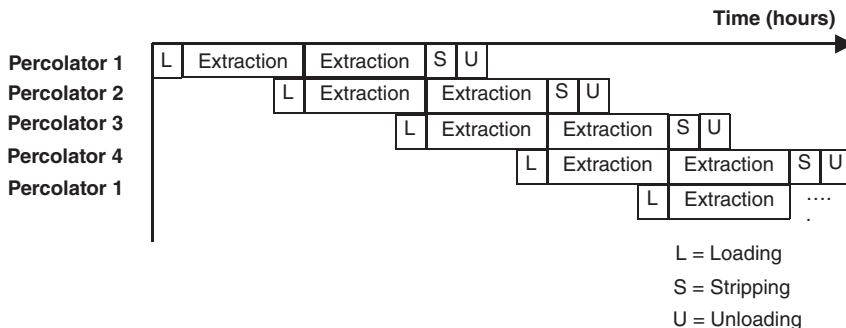 Time (hours)
Percolator 1 L Extraction Extraction S U
Percolator 2 L Extraction Extraction S U
Percolator 3 L Extraction Extraction S U
Percolator 4 L Extraction Extraction S U
Percolator 1 L Extraction ....
.
L = Loading
S = Stripping
U = Unloading